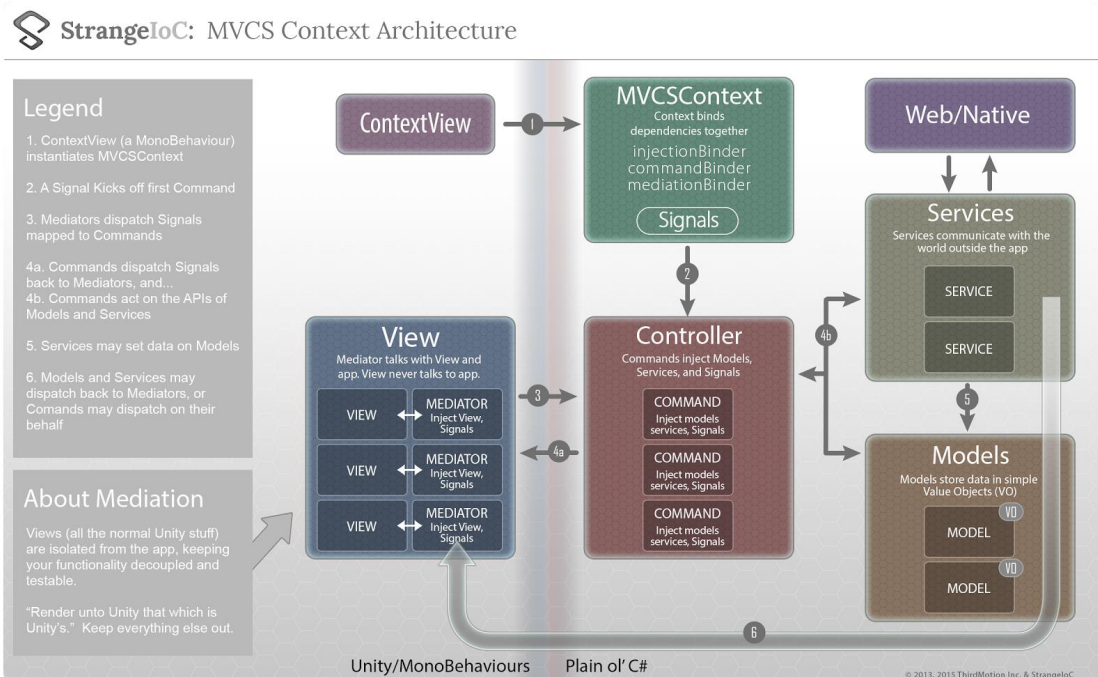 StrangeIoC: MVCS Context Architecture
Legend
1. ContextView (a MonoBehaviour)
instantiates MVCSContext
2. A Signal Kicks off first Command
3. Mediators dispatch Signals
mapped to Commands
4a. Commands dispatch Signals
back to Mediators, and...
4b. Commands act on the APIs of
Models and Services
5. Services may set data on Models
6. Models and Services may
dispatch back to Mediators, or
Comands may dispatch on their
behalf
About Mediation
Views (all the normal Unity stuff)
are isolated from the app, keeping
your functionality decoupled and
testable.
"Render unto Unity that which is
Unity's." Keep everything else out.
ContextView
1
MVCSContext
Context binds
dependencies together
injectionBinder
commandBinder
mediationBinder
Signals
2
Web/Native
Services
Services communicate with the
world outside the app
SERVICE
SERVICE
View
Mediator talks with View and
app. View never talks to app.
VIEW
MEDIATOR
Inject View,
Signals
VIEW
MEDIATOR
Inject View,
Signals
VIEW
MEDIATOR
Inject View,
Signals
3
4a
Controller
Commands inject Models,
Services, and Signals
COMMAND
Inject models
services, Signals
COMMAND
Inject models
services, Signals
COMMAND
Inject models
services, Signals
4b
5
Models
Models store data in simple
Value Objects (VO)
VO
MODEL
VO
MODEL
6
Unity/MonoBehaviours
Plain ol' C#
© 2013, 2015 ThirdMotion Inc. & StrangeIoC